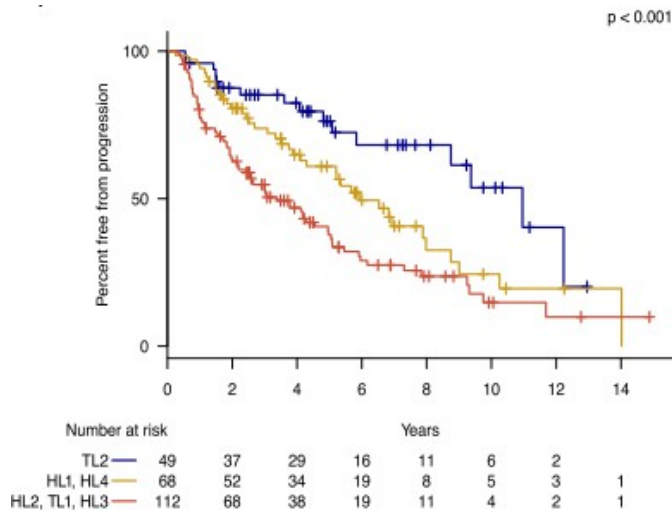 p < 0.001
100
50
0
Percent free from progression
0 2 4 6 8 10 12 14
Number at risk Years
TL2 49 37 29 16 11 6 2
HL1, HL4 68 52 34 19 8 5 3 1
HL2, TL1, HL3 112 68 38 19 11 4 2 1